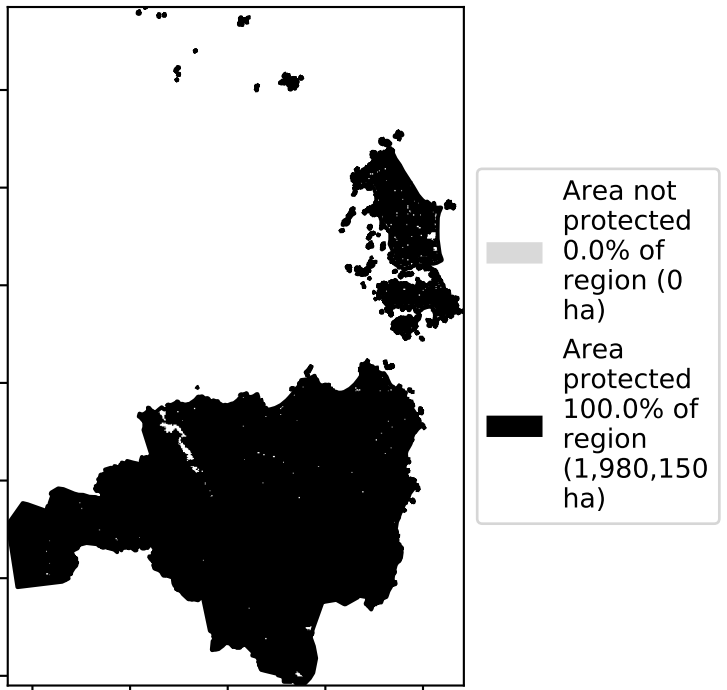 Area not
protected
0.0% of
region (0
ha)
Area
protected
100.0% of
region
(1,980,150
ha)